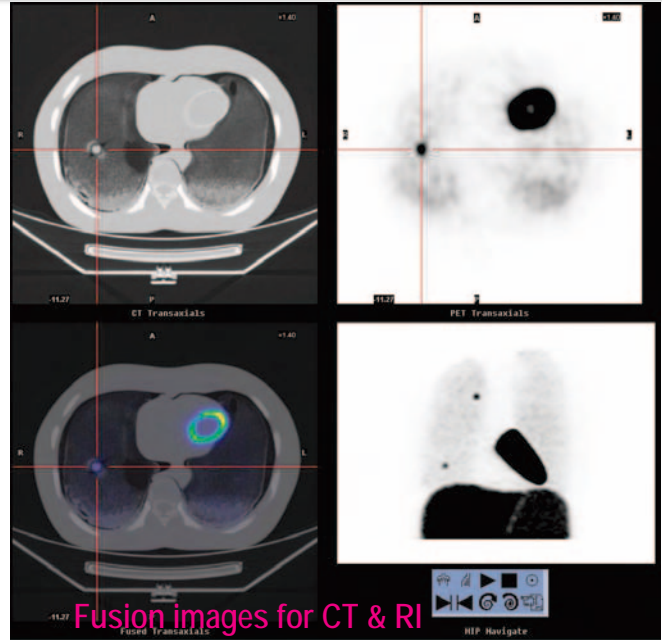 A
×1.40
R
L
-11.27
P
CT Transaxials
A
×1.40
R
L
-11.27
P
PET Transaxials
A
×1.40
R
L
-11.27
Fusion images for CT & RI
Fused Transaxials
MIP Navigate